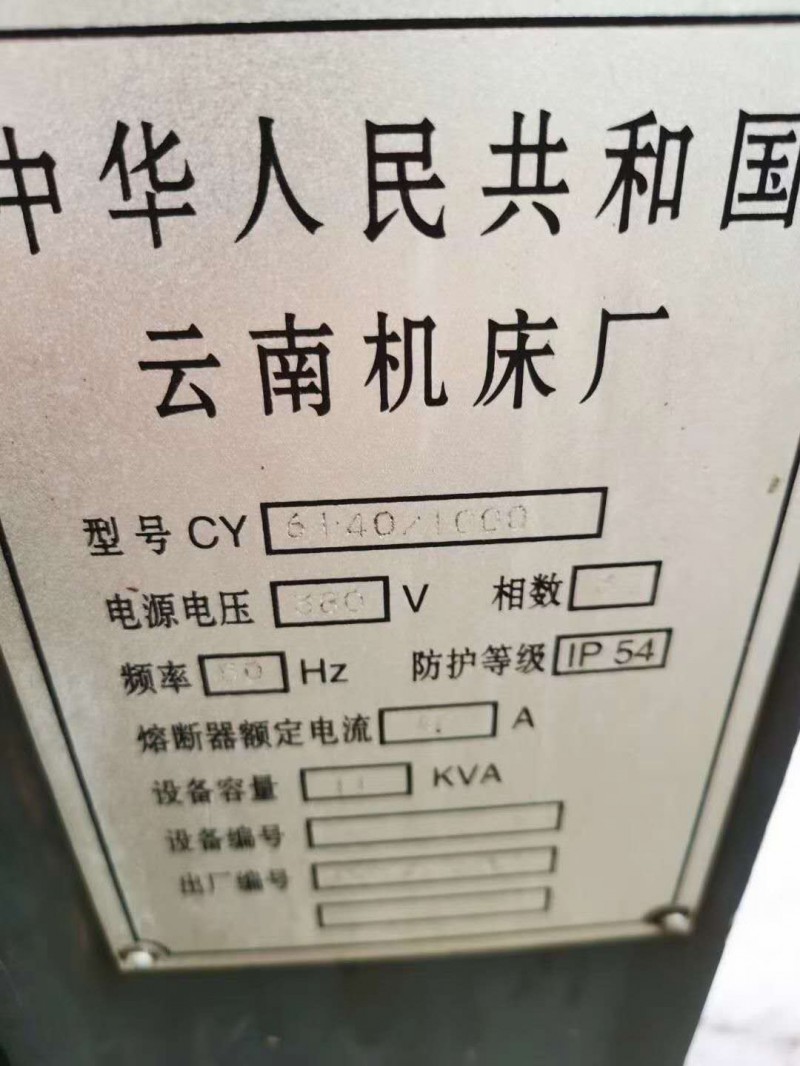 中华人民共和国
云南机床厂
型号 CY 6140/1000
电源电压 380 V 相数
频率 Hz 防护等级 IP 54
熔断器额定电流 A
设备容量 11 KVA
设备编号
出厂编号